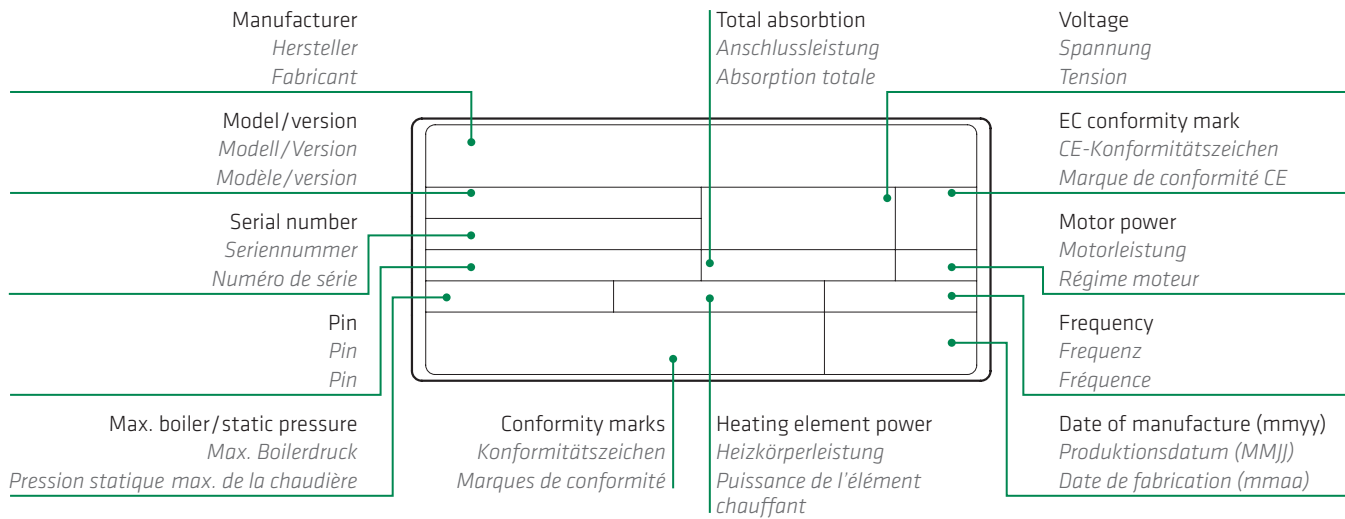 Manufacturer
Hersteller
Fabricant
Total absorbtion
Anschlussleistung
Absorption totale
Voltage
Spannung
Tension
Model/version
Modell/Version
Modèle/version
EC conformity mark
CE-Konformitätszeichen
Marque de conformité CE
Serial number
Seriennummer
Numéro de série
Motor power
Motorleistung
Régime moteur
Pin
Pin
Pin
Frequency
Frequenz
Fréquence
Max. boiler/static pressure
Max. Boilerdruck
Pression statique max. de la chaudière
Conformity marks
Konformitätszeichen
Marques de conformité
Heating element power
Heizkörperleistung
Puissance de l'élément
chauffant
Date of manufacture (mmyy)
Produktionsdatum (MMJJ)
Date de fabrication (mmaa)